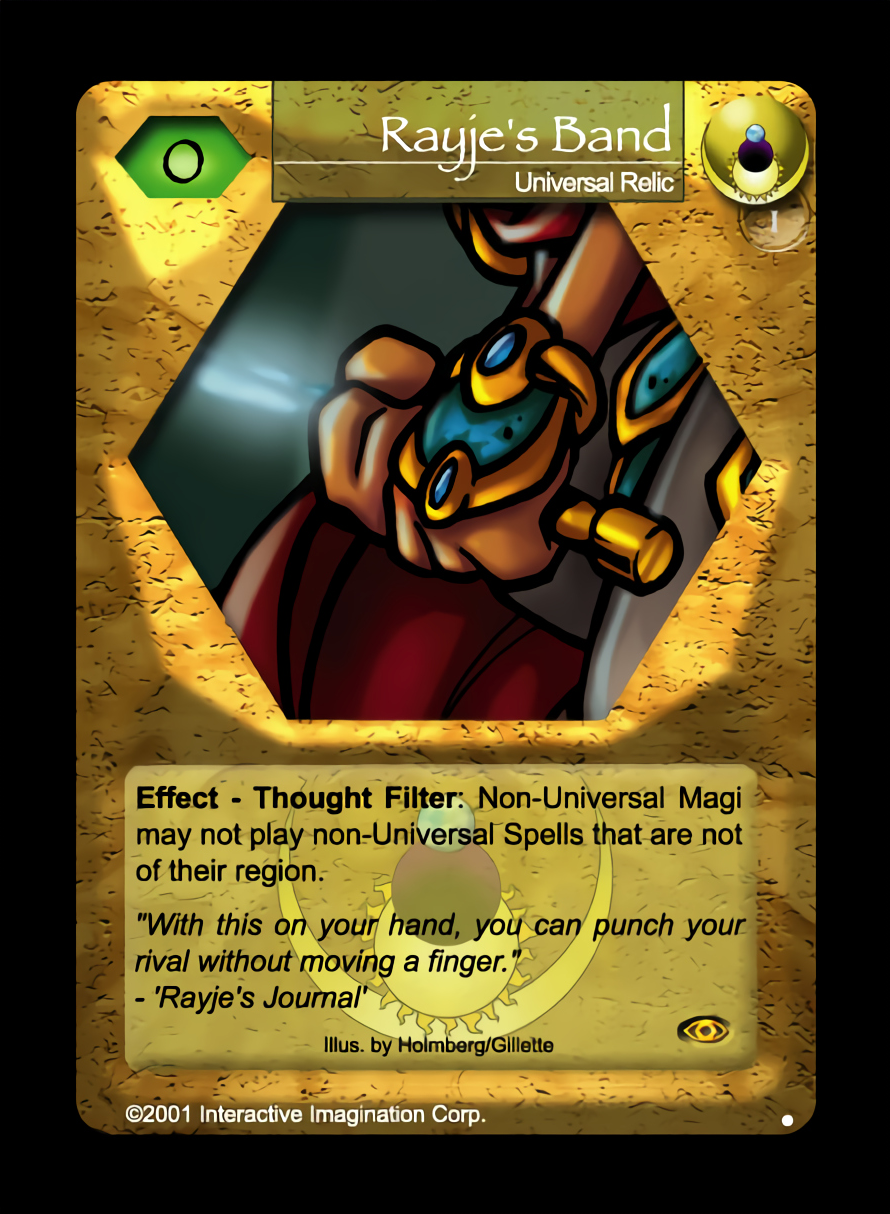 0
Rayje's Band
Universal Relic
I
Effect - Thought Filter: Non-Universal Magi
may not play non-Universal Spells that are not
of their region.
"With this on your hand, you can punch your
rival without moving a finger."
- 'Rayje's Journal'
Illus. by Holmberg/Gillette
©2001 Interactive Imagination Corp.